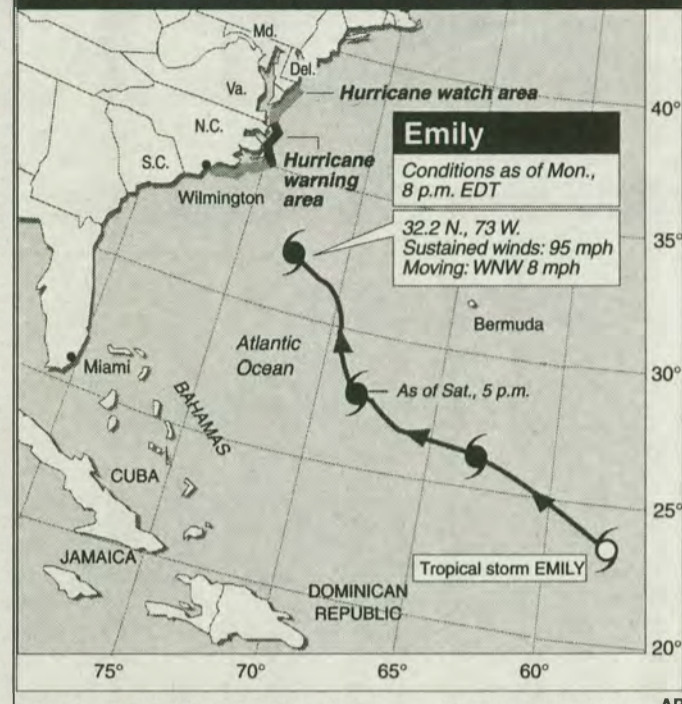 Md.
Del.
Va.
Hurricane watch area
40°
N.C.
Emily
S.C.
Hurricane
warning
area
Conditions as of Mon.,
8 p.m. EDT
Wilmington
32.2 N., 73 W.
Sustained winds: 95 mph
Moving: WNW 8 mph
35°
Bermuda
Atlantic
Ocean
Miami
30°
As of Sat., 5 p.m.
BAHAMAS
CUBA
25°
JAMAICA
Tropical storm EMILY
DOMINICAN
REPUBLIC
20°
75°
70°
65°
60°